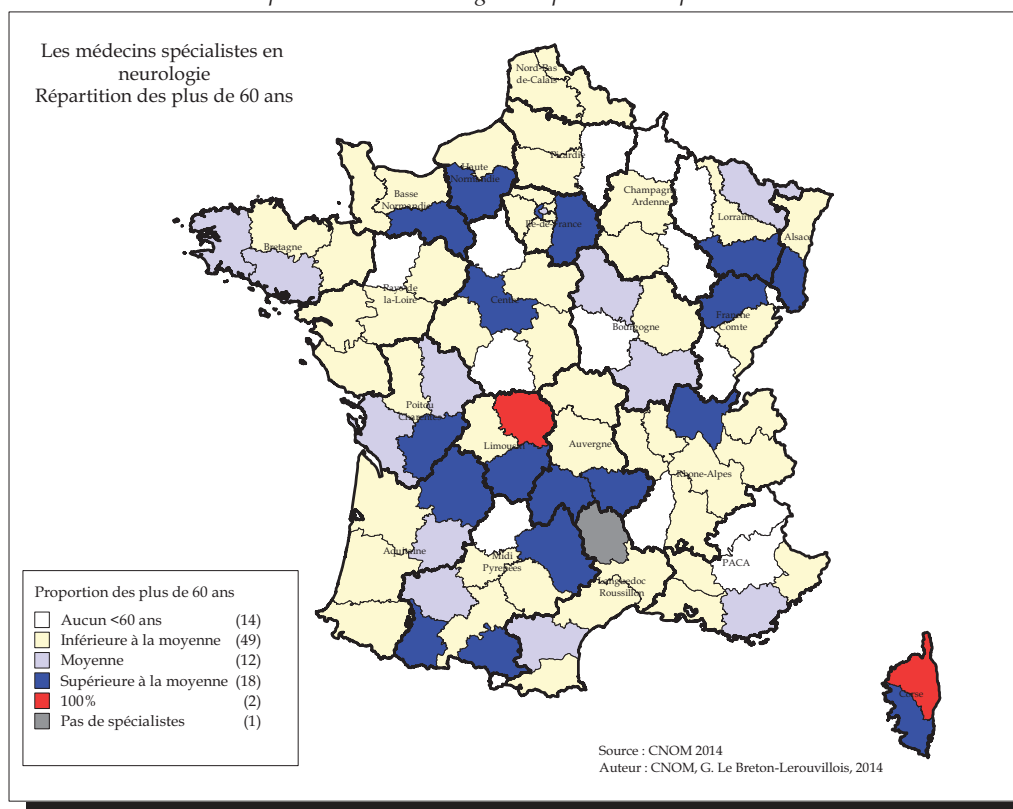 Les médecins spécialistes en
neurologie
Répartition des plus de 60 ans
Nord-Pas
de-Calais
Picardie
Haute
Normandie
Basse
Normandie
Champagn
Ardenne
Lorraine
Alsace
Ile-de-France
Bretagne
Pays de
la-Loire
Centre
Bourgogne
Franche
Comte
Poitou
Limousin
Auvergne
Rhone-Alpes
Aquitaine
Midi
Pyrénées
Languedoc
Roussillon
PACA
Corse
Proportion des plus de 60 ans
Aucun <60 ans (14)
Inférieure à la moyenne (49)
Moyenne (12)
Supérieure à la moyenne (18)
100% (2)
Pas de spécialistes (1)
Source : CNOM 2014
Auteur : CNOM, G. Le Breton-Lerouvillois, 2014